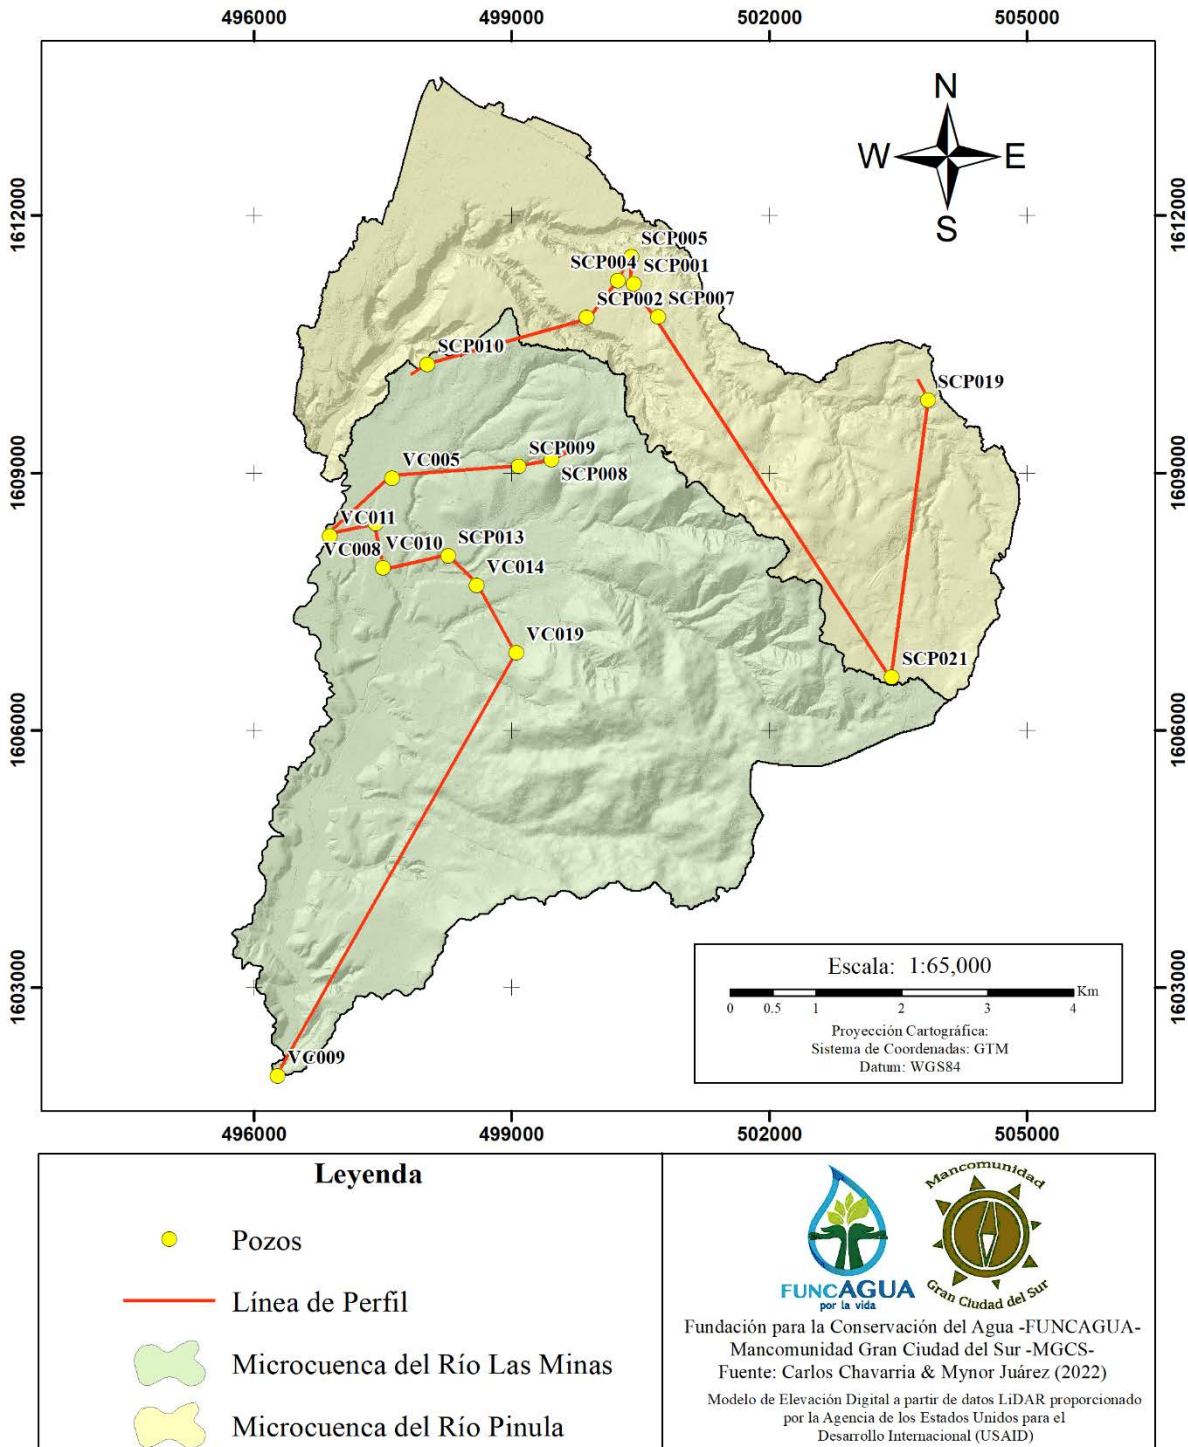 496000 499000 502000 505000
N
W E
S
1612000 1612000
SCP005
SCP004 SCP001
SCP002 SCP007
SCP010
SCP019
1609000 1609000
SCP009
VC005
SCP008
VC011
VC008 VC010 SCP013
VC014
VC019
SCP021
1606000 1606000
Escala: 1:65,000
1603000 1603000
Km
0 0.5 1 2 3 4
Proyección Cartográfica:
Sistema de Coordenadas: GTM
Datum: WGS84
VC009
496000 499000 502000 505000
Leyenda
Pozos
Línea de Perfil
Microcuenca del Río Las Minas
Microcuenca del Río Pinula
FUNCAGUA
por la vida
Mancomunidad
Gran Ciudad del Sur
Fundación para la Conservación del Agua -FUNCAGUA-
Mancomunidad Gran Ciudad del Sur -MGCS-
Fuente: Carlos Chavarria & Mynor Juárez (2022)
Modelo de Elevación Digital a partir de datos LiDAR proporcionado
por la Agencia de los Estados Unidos para el
Desarrollo Internacional (USAID)